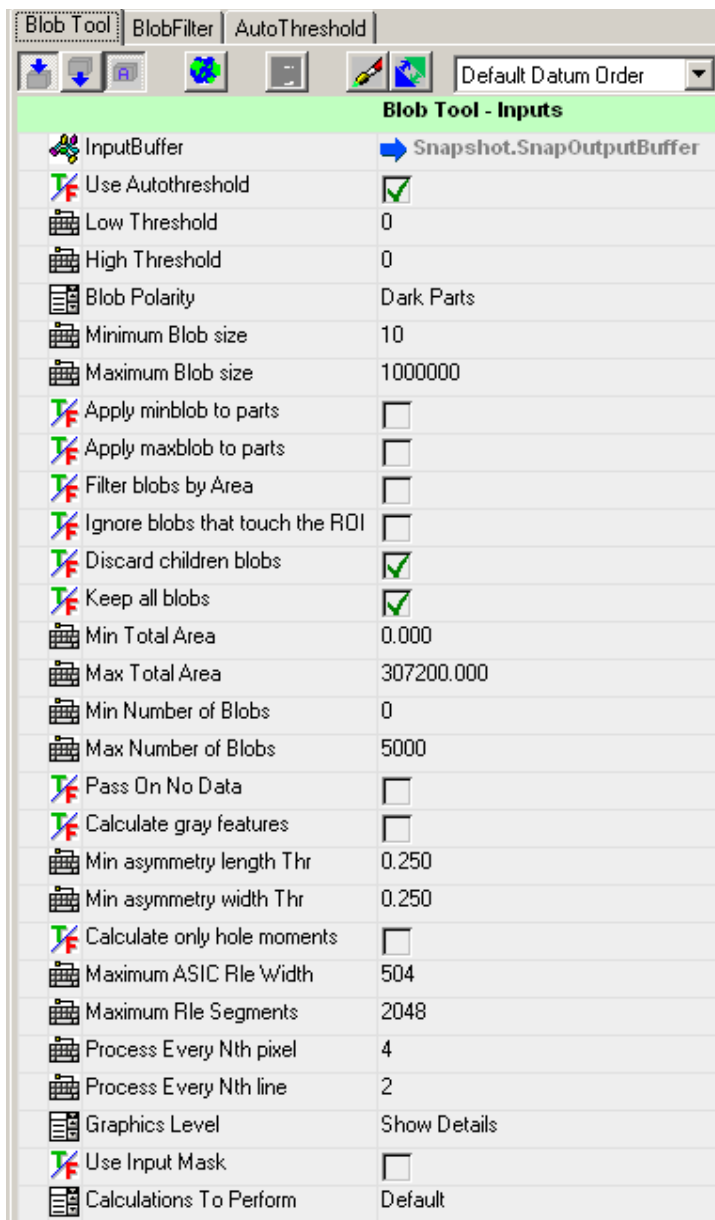 Blob Tool BlobFilter AutoThreshold
A Default Datum Order
Blob Tool - Inputs
InputBuffer Snapshot.SnapOutputBuffer
T/F Use Autothreshold
Low Threshold 0
High Threshold 0
Blob Polarity Dark Parts
Minimum Blob size 10
Maximum Blob size 1000000
T/F Apply minblob to parts
T/F Apply maxblob to parts
T/F Filter blobs by Area
T/F Ignore blobs that touch the ROI
T/F Discard children blobs
T/F Keep all blobs
Min Total Area 0.000
Max Total Area 307200.000
Min Number of Blobs 0
Max Number of Blobs 5000
T/F Pass On No Data
T/F Calculate gray features
Min asymmetry length Thr 0.250
Min asymmetry width Thr 0.250
T/F Calculate only hole moments
Maximum ASIC Rle Width 504
Maximum Rle Segments 2048
Process Every Nth pixel 4
Process Every Nth line 2
Graphics Level Show Details
T/F Use Input Mask
Calculations To Perform Default